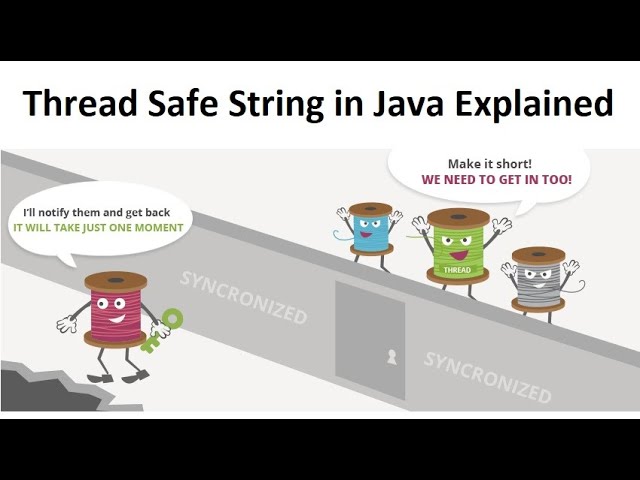 Thread Safe String in Java Explained
Make it short!
WE NEED TO GET IN TOO!
I'll notify them and get back
IT WILL TAKE JUST ONE MOMENT
THREAD
SYNCRONIZED
SYNCRONIZED